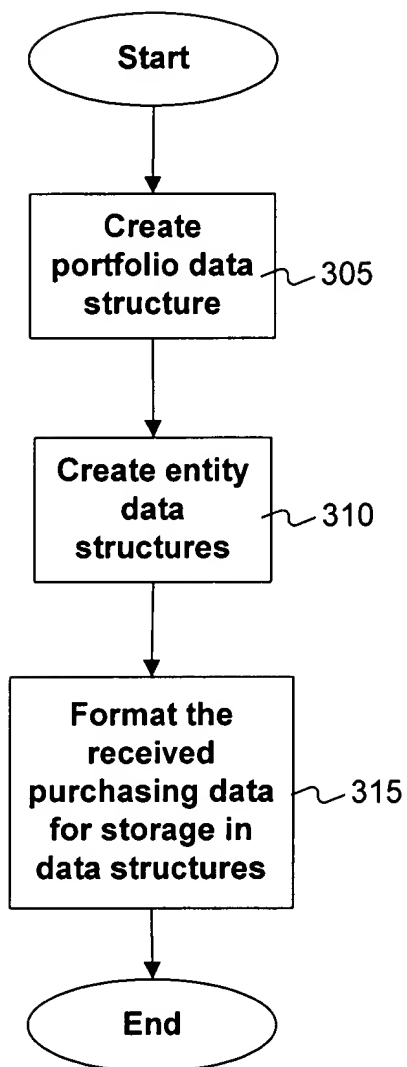 Start
Create
portfolio data
structure
305
Create entity
data
structures
310
Format the
received
purchasing data
for storage in
data structures
315
End